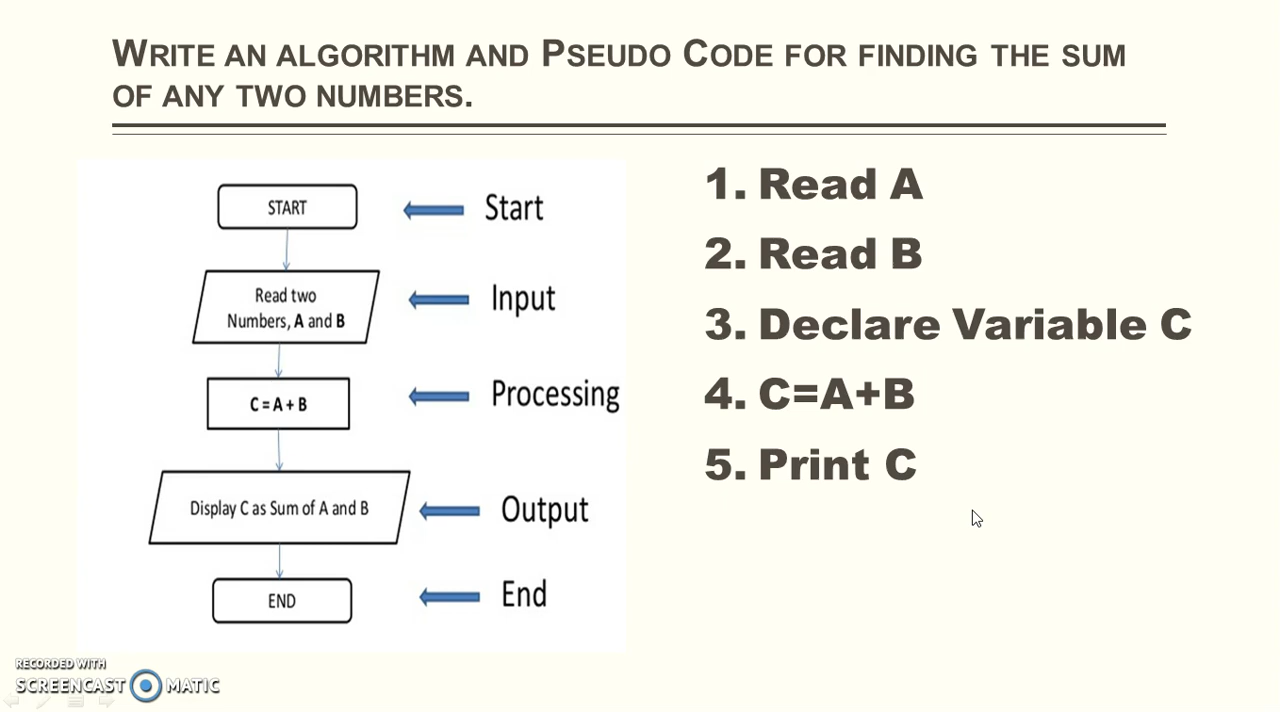 WRITE AN ALGORITHM AND PSEUDO CODE FOR FINDING THE SUM
OF ANY TWO NUMBERS.
START
Start
Read two
Numbers, A and B
Input
C = A + B
Processing
Display C as Sum of A and B
Output
END
End
1. Read A
2. Read B
3. Declare Variable C
4. C=A+B
5. Print C
RECORDED WITH
SCREENCAST MATIC